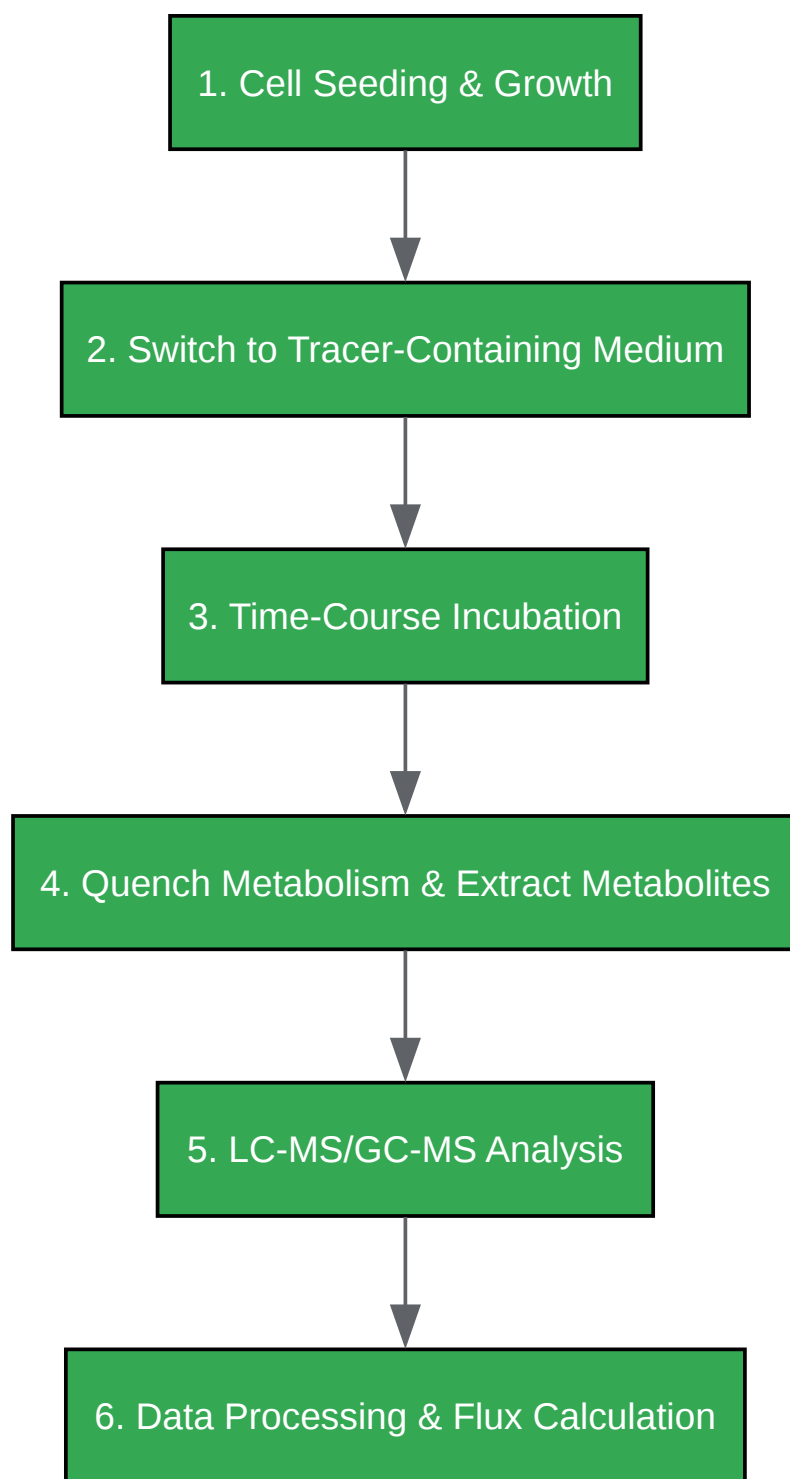 1. Cell Seeding & Growth
2. Switch to Tracer-Containing Medium
3. Time-Course Incubation
4. Quench Metabolism & Extract Metabolites
5. LC-MS/GC-MS Analysis
6. Data Processing & Flux Calculation